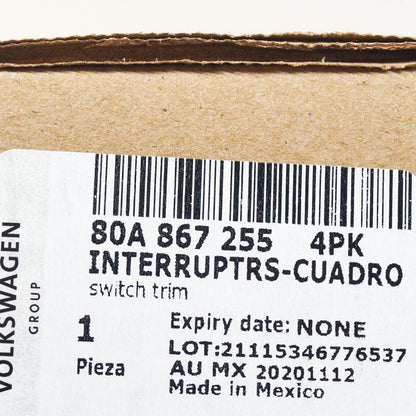 VOLKSWAGEN
GROUP
80A 867 255 4PK
INTERRUPTRS-CUADRO
switch trim
1
Pieza
Expiry date: NONE
LOT:21115346776537
AU MX 20201112
Made in Mexico